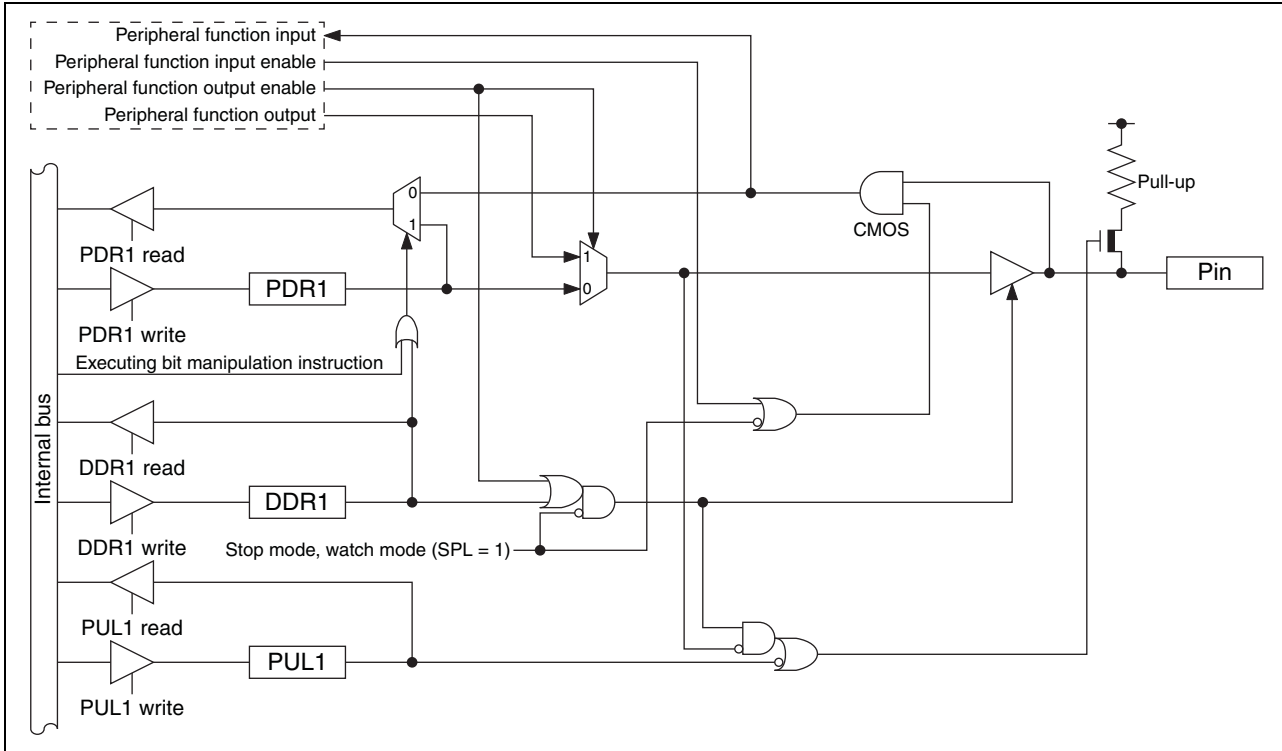 Peripheral function input
Peripheral function input enable
Peripheral function output enable
Peripheral function output
0
1
PDR1 read
PDR1
PDR1 write
Executing bit manipulation instruction
1
0
CMOS
Pull-up
Pin
Internal bus
DDR1 read
DDR1
DDR1 write
Stop mode, watch mode (SPL = 1)
PUL1 read
PUL1
PUL1 write